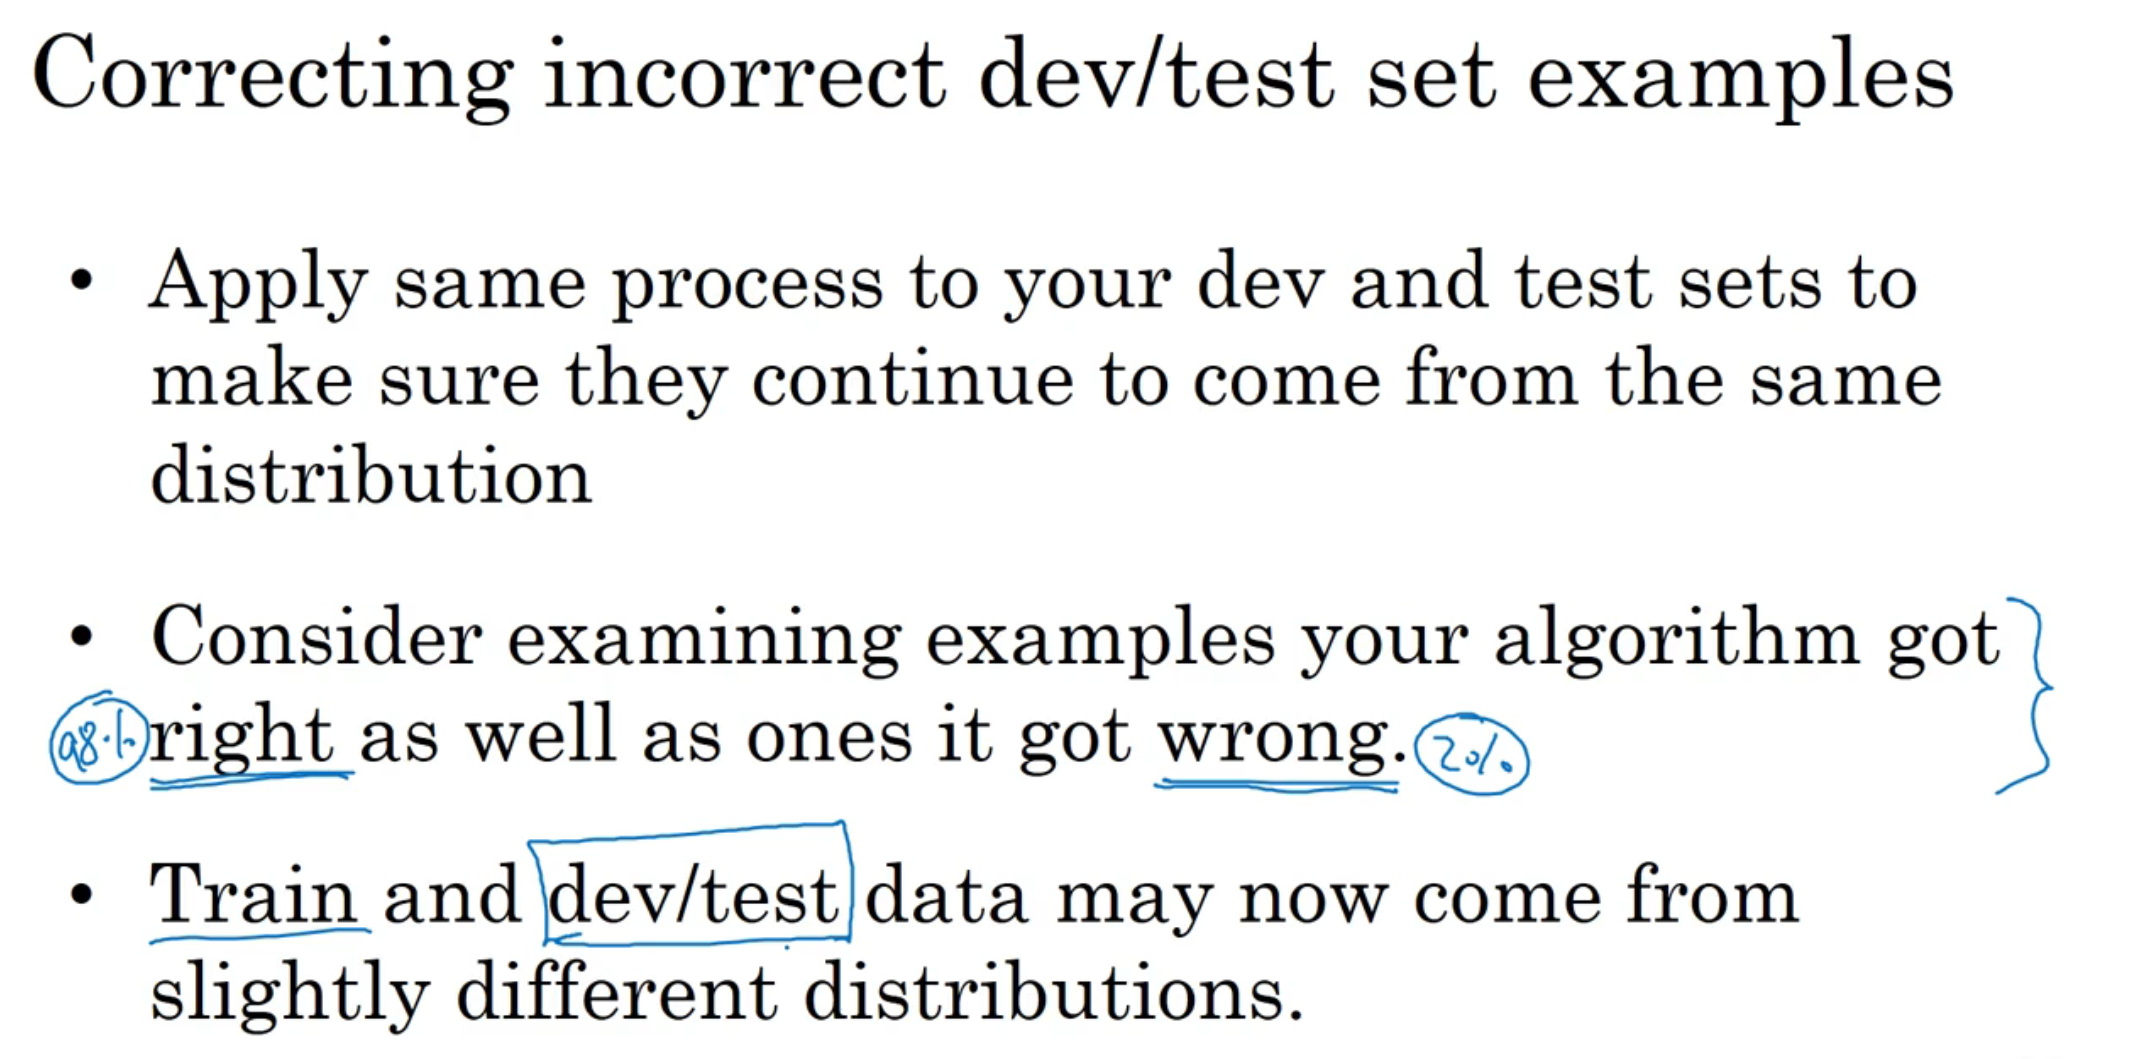 Correcting incorrect dev/test set examples
• Apply same process to your dev and test sets to
make sure they continue to come from the same
distribution
• Consider examining examples your algorithm got
98% right as well as ones it got wrong. 2%
• Train and dev/test data may now come from
slightly different distributions.